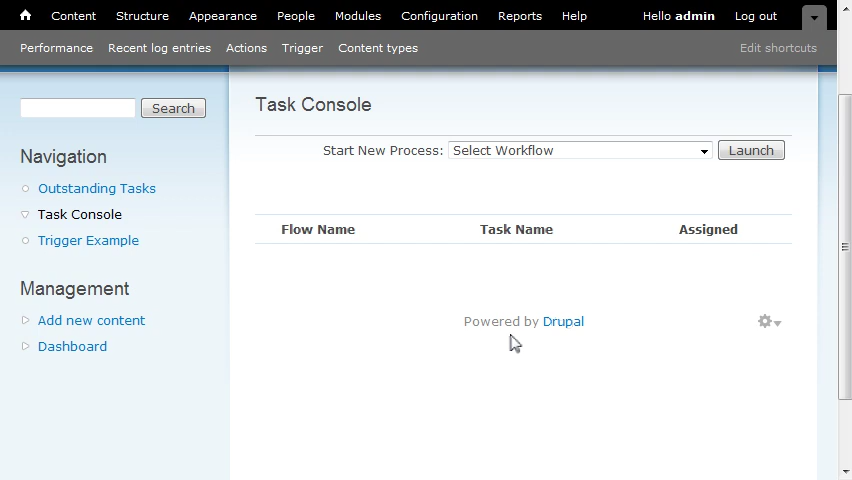 Content Structure Appearance People Modules Configuration Reports Help Hello admin Log out
Performance Recent log entries Actions Trigger Content types Edit shortcuts
Search
Navigation
Outstanding Tasks
Task Console
Trigger Example
Management
Add new content
Dashboard
Task Console
Start New Process: Select Workflow Launch
Flow Name Task Name Assigned
Powered by Drupal